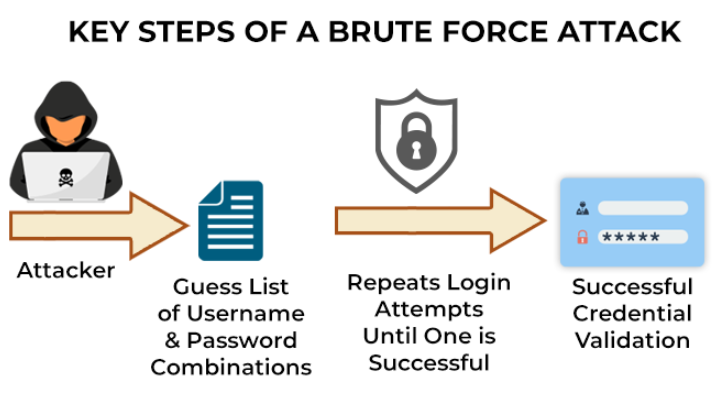 KEY STEPS OF A BRUTE FORCE ATTACK
Attacker
Guess List
of Username
& Password
Combinations
Repeats Login
Attempts
Until One is
Successful
*****
Successful
Credential
Validation